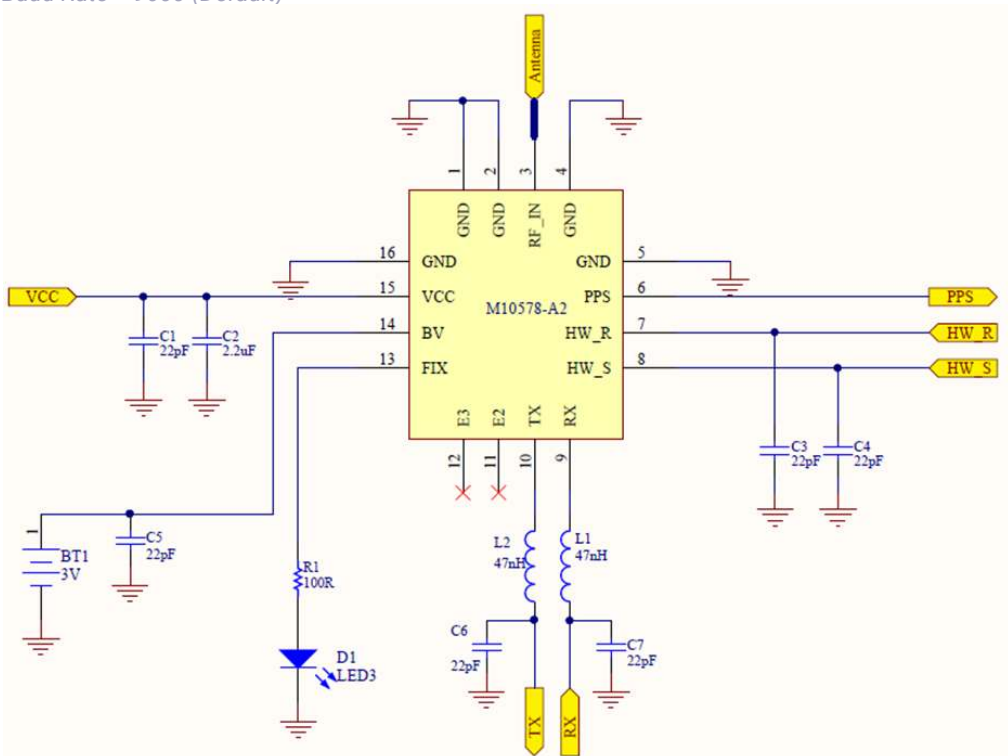 Antenna
1
2
3
4
GND
GND
RF_IN
GND
16
GND
GND
5
VCC
15
VCC
PPS
6
PPS
M10578-A2
14
BV
HW_R
7
HW_R
C1
22pF
C2
2.2uF
13
FIX
HW_S
8
HW_S
E3
E2
TX
RX
12
11
10
9
C3
22pF
C4
22pF
1
BT1
3V
C5
22pF
L2
47nH
L1
47nH
R1
100R
C6
22pF
C7
22pF
D1
LED3
TX
RX